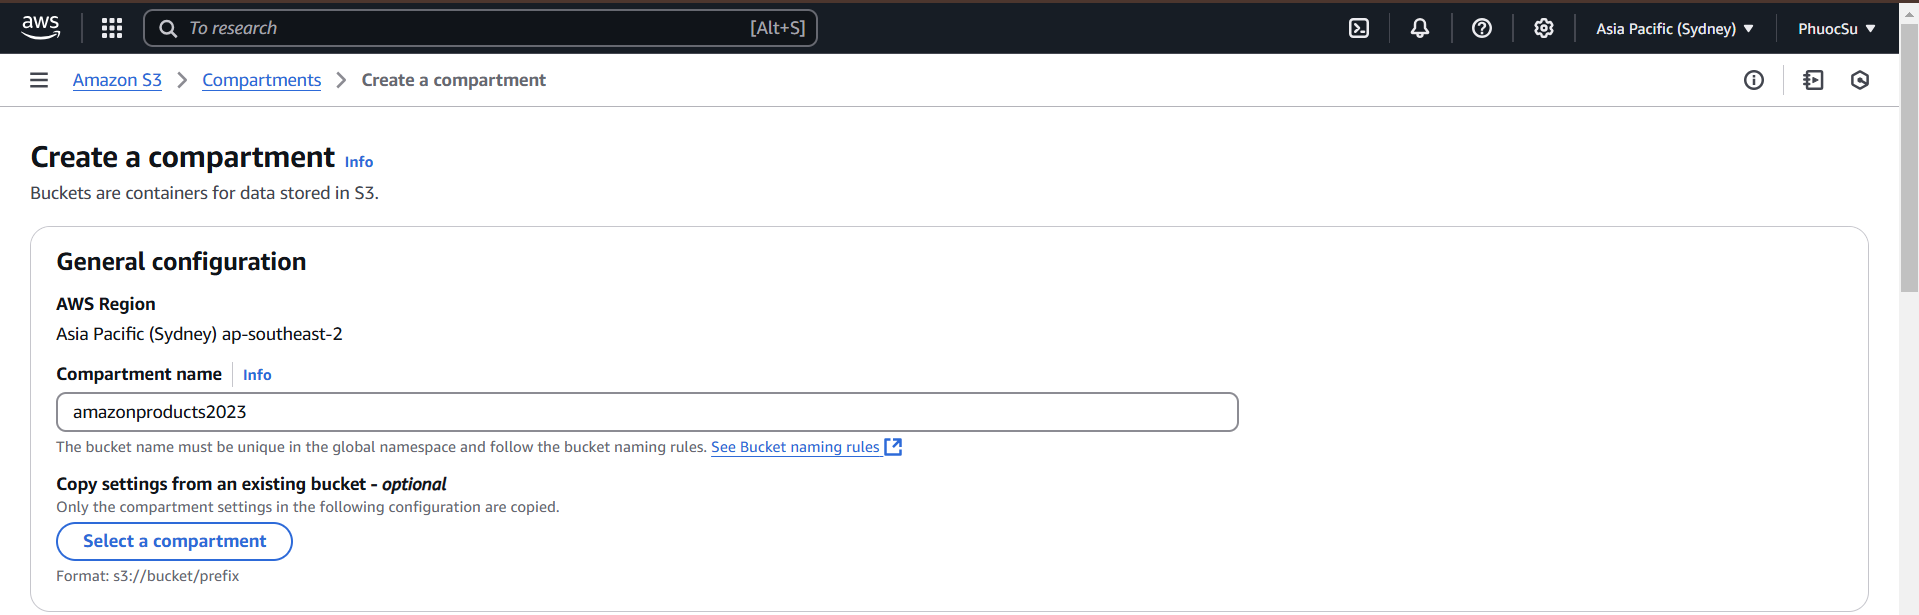 aws To research [Alt+S] Asia Pacific (Sydney) PhuocSu
Amazon S3 Compartments Create a compartment
Create a compartment Info
Buckets are containers for data stored in S3.
General configuration
AWS Region
Asia Pacific (Sydney) ap-southeast-2
Compartment name Info
amazonproducts2023
The bucket name must be unique in the global namespace and follow the bucket naming rules. See Bucket naming rules
Copy settings from an existing bucket - optional
Only the compartment settings in the following configuration are copied.
Select a compartment
Format: s3://bucket/prefix